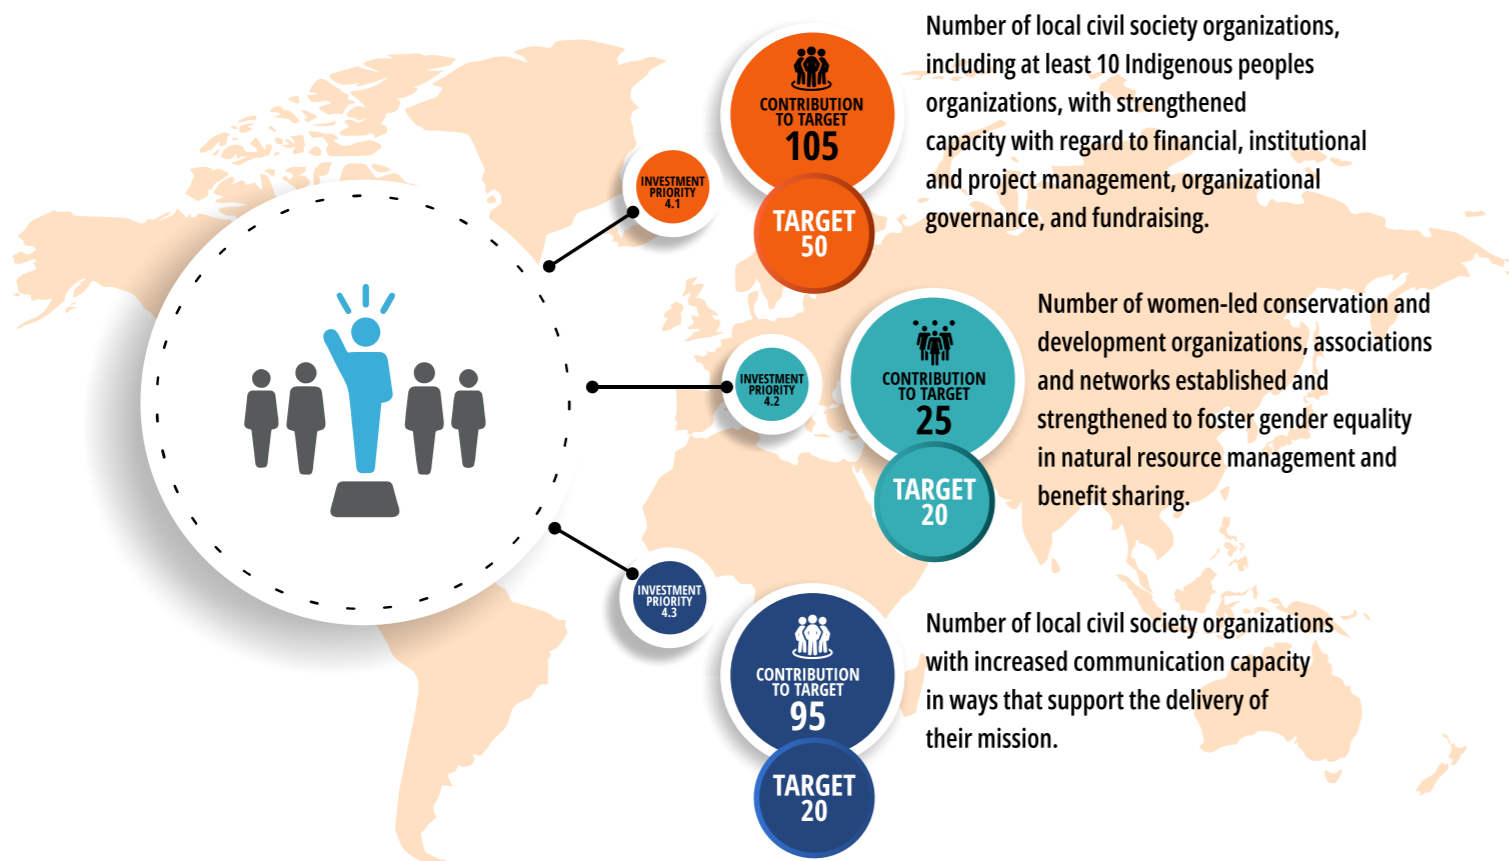 INVESTMENT
PRIORITY
4.1
CONTRIBUTION
TO TARGET
105
TARGET
50
Number of local civil society organizations,
including at least 10 Indigenous peoples
organizations, with strengthened
capacity with regard to financial, institutional
and project management, organizational
governance, and fundraising.
INVESTMENT
PRIORITY
4.2
CONTRIBUTION
TO TARGET
25
TARGET
20
Number of women-led conservation and
development organizations, associations
and networks established and
strengthened to foster gender equality
in natural resource management and
benefit sharing.
INVESTMENT
PRIORITY
4.3
CONTRIBUTION
TO TARGET
95
TARGET
20
Number of local civil society organizations
with increased communication capacity
in ways that support the delivery of
their mission.